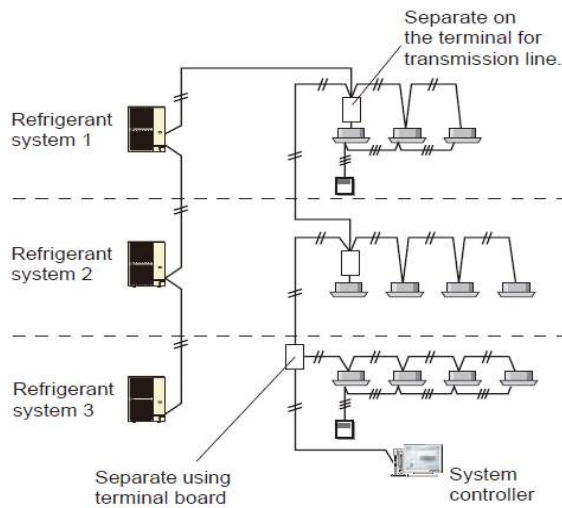 Separate on
the terminal for
transmission line.
Refrigerant
system 1
Refrigerant
system 2
Refrigerant
system 3
Separate using
terminal board
System
controller